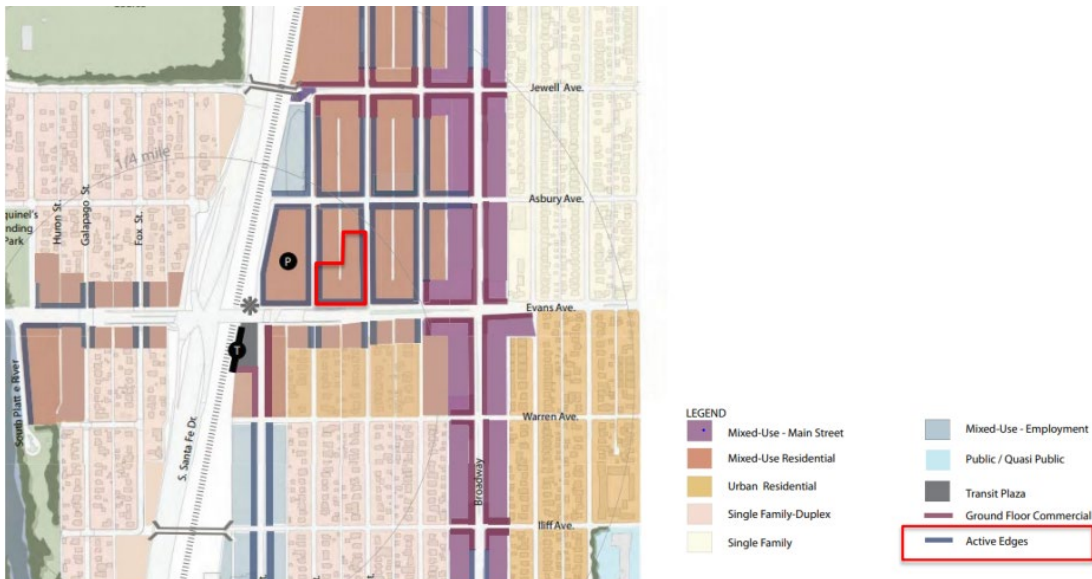 Jewell Ave.
1/4 mile
Huron St.
Galapago St.
Fox St.
Asbury Ave.
nding
Park
P
Evans Ave.
T
South Platte River
S. Santa Fe Dr.
Warren Ave.
Broadway
Iliff Ave.
LEGEND
Mixed-Use - Main Street
Mixed-Use Residential
Urban Residential
Single Family-Duplex
Single Family
Mixed-Use - Employment
Public / Quasi Public
Transit Plaza
Ground Floor Commercial
Active Edges